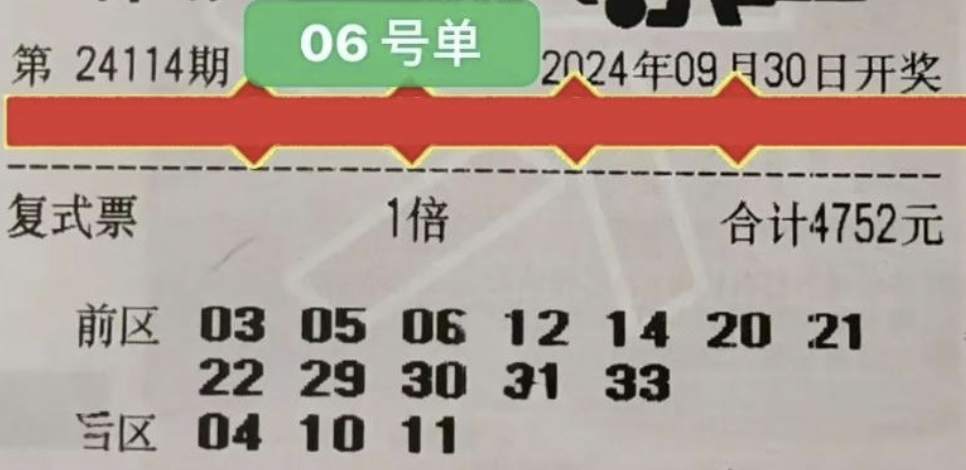 06 号单
第 24114期 2024年09月30日开奖
复式票 1倍 合计4752元
前区 03 05 06 12 14 20 21
22 29 30 31 33
区 04 10 11